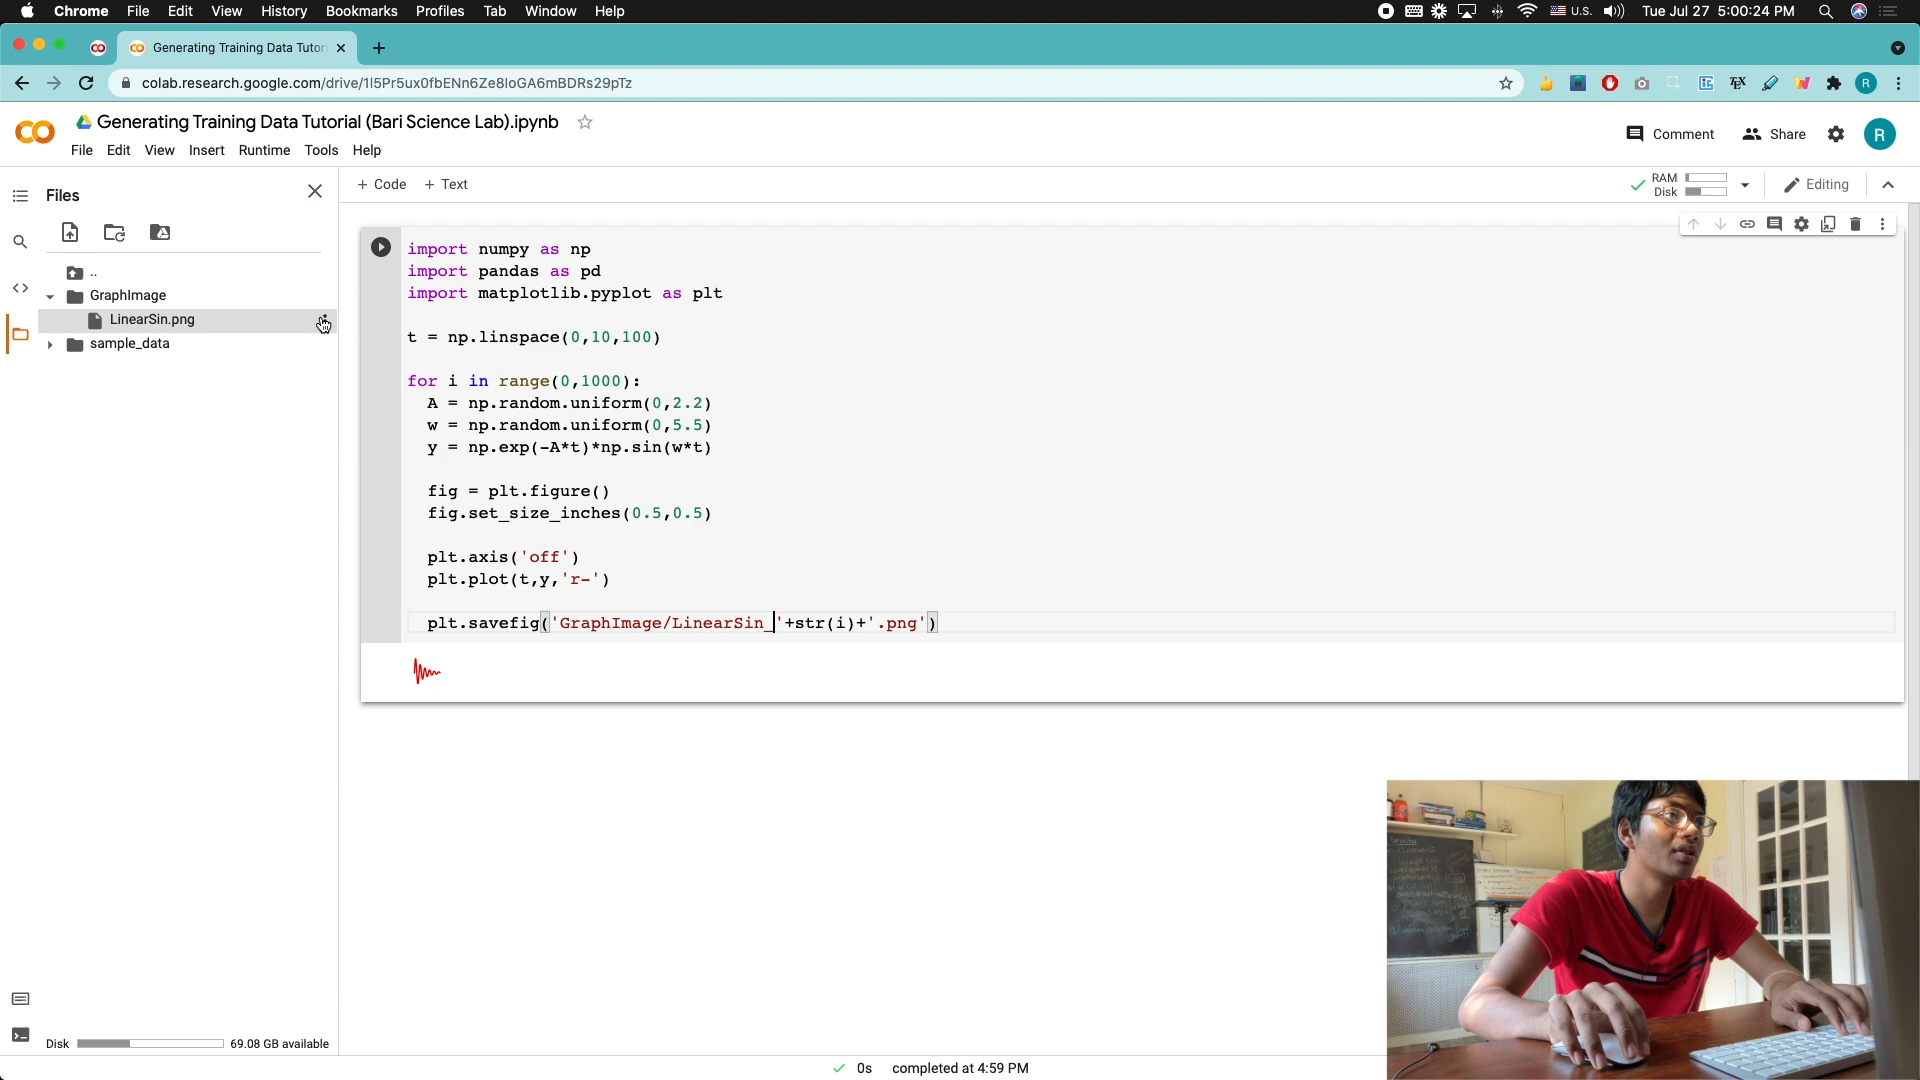 Chrome File Edit View History Bookmarks Profiles Tab Window Help
U.S. Tue Jul 27 5:00:24 PM
Generating Training Data Tutori
colab.research.google.com/drive/1l5Pr5ux0fbENn6Ze8loGA6mBDRs29pTz
R
Generating Training Data Tutorial (Bari Science Lab).ipynb
File Edit View Insert Runtime Tools Help
Comment Share R
Files
+ Code + Text
RAM
Disk
Editing
..
GraphImage
LinearSin.png
sample_data
import numpy as np
import pandas as pd
import matplotlib.pyplot as plt
t = np.linspace(0,10,100)
for i in range(0,1000):
A = np.random.uniform(0,2.2)
w = np.random.uniform(0,5.5)
y = np.exp(-A*t)*np.sin(w*t)
fig = plt.figure()
fig.set_size_inches(0.5,0.5)
plt.axis('off')
plt.plot(t,y,'r-')
plt.savefig('GraphImage/LinearSin_'+str(i)+'.png')
Disk 69.08 GB available
0s completed at 4:59 PM